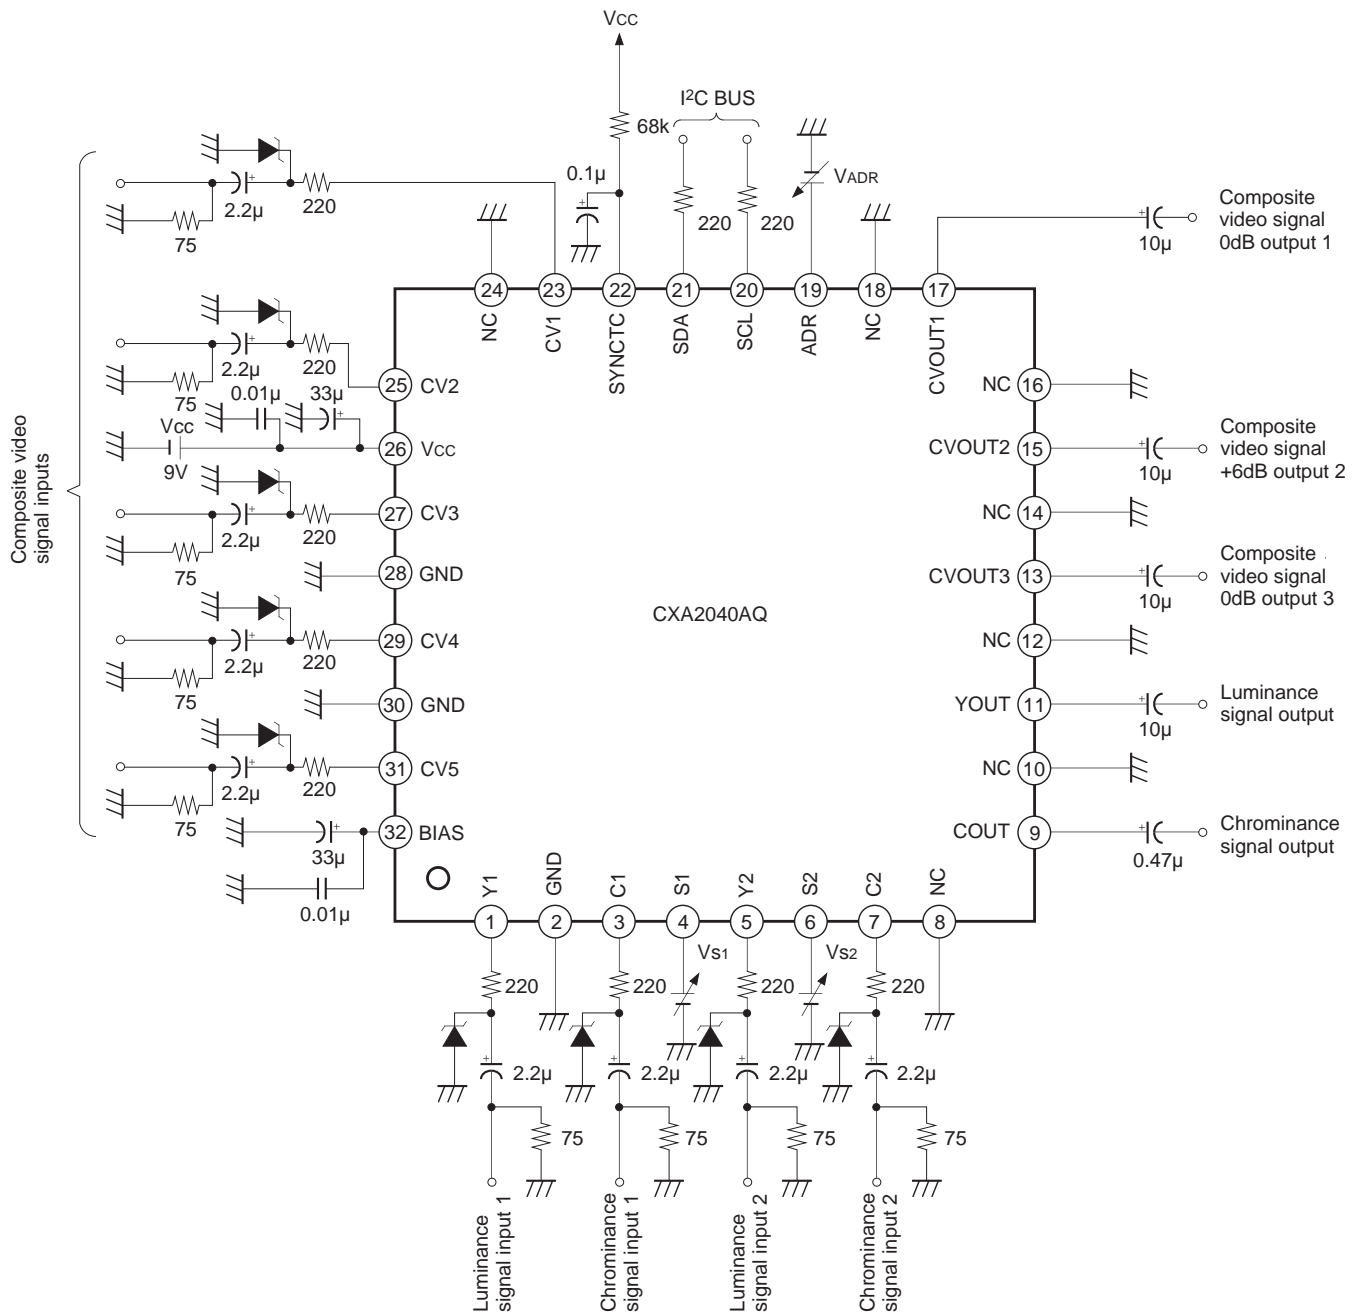 Vcc
I²C BUS
68k
0.1µ
VADR
220
220
220
2.2µ
75
Composite
video signal
0dB output 1
10µ
24
23
22
21
20
19
18
17
NC
CV1
SYNCTC
SDA
SCL
ADR
NC
CVOUT1
Composite video
signal inputs
2.2µ
220
75
25
CV2
0.01µ
33µ
Vcc
9V
26
Vcc
2.2µ
220
75
27
CV3
28
GND
2.2µ
220
75
29
CV4
30
GND
2.2µ
220
75
31
CV5
32
BIAS
33µ
0.01µ
CXA2040AQ
NC
16
CVOUT2
15
10µ
Composite
video signal
+6dB output 2
NC
14
CVOUT3
13
10µ
Composite
video signal
0dB output 3
NC
12
YOUT
11
10µ
Luminance
signal output
NC
10
COUT
9
0.47µ
Chrominance
signal output
Y1
GND
C1
S1
Y2
S2
C2
NC
1
2
3
4
5
6
7
8
Vs1
Vs2
220
220
220
220
2.2µ
2.2µ
2.2µ
2.2µ
75
75
75
75
Luminance
signal input 1
Chrominance
signal input 1
Luminance
signal input 2
Chrominance
signal input 2